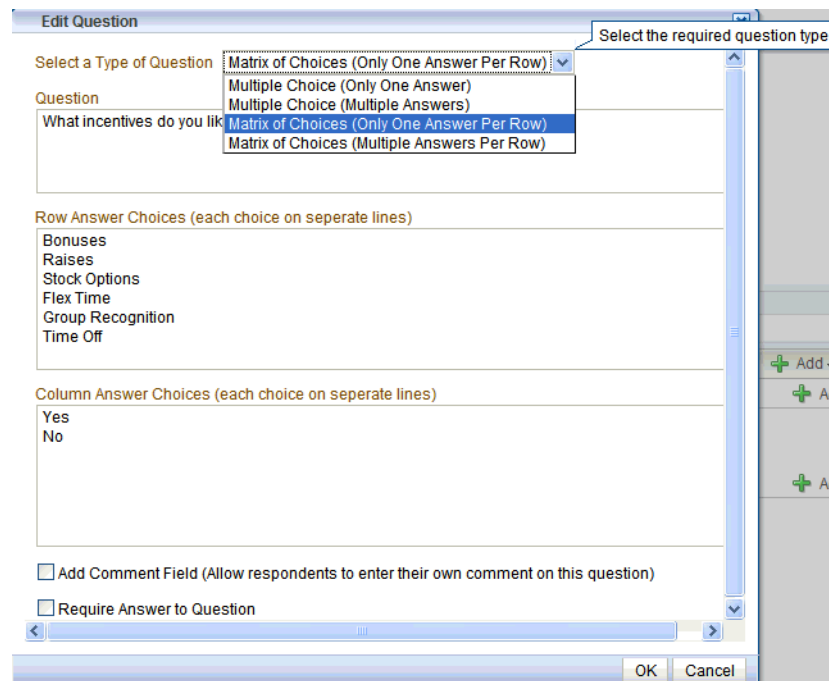 Edit Question
Select the required question type
Select a Type of Question Matrix of Choices (Only One Answer Per Row)
Multiple Choice (Only One Answer)
Multiple Choice (Multiple Answers)
Matrix of Choices (Only One Answer Per Row)
Matrix of Choices (Multiple Answers Per Row)
Question
What incentives do you lik
Row Answer Choices (each choice on seperate lines)
Bonuses
Raises
Stock Options
Flex Time
Group Recognition
Time Off
Add
A
Column Answer Choices (each choice on seperate lines)
Yes
No
A
Add Comment Field (Allow respondents to enter their own comment on this question)
Require Answer to Question
OK Cancel